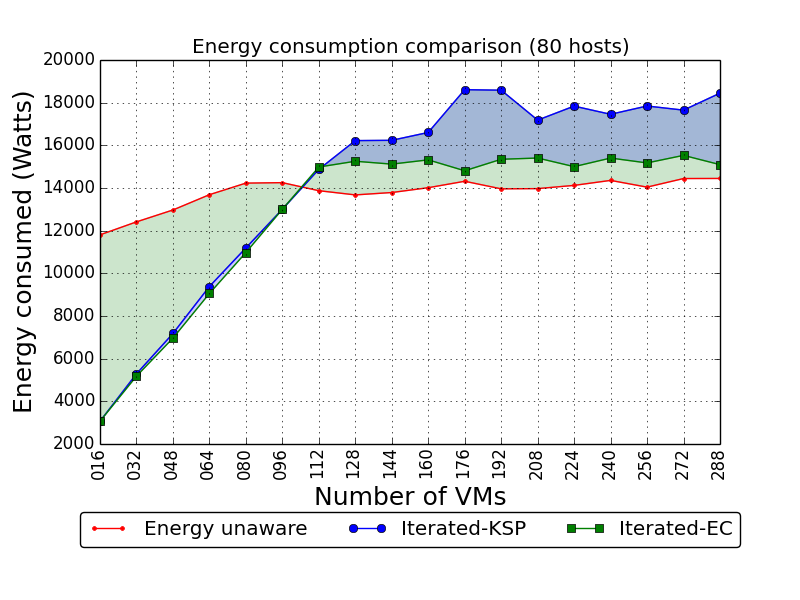 Energy consumption comparison (80 hosts)
20000
18000
16000
14000
12000
10000
8000
6000
4000
2000
Energy consumed (Watts)
016 032 048 064 080 096 112 128 144 160 176 192 208 224 240 256 272 288
Number of VMs
Energy unaware Iterated-KSP Iterated-EC